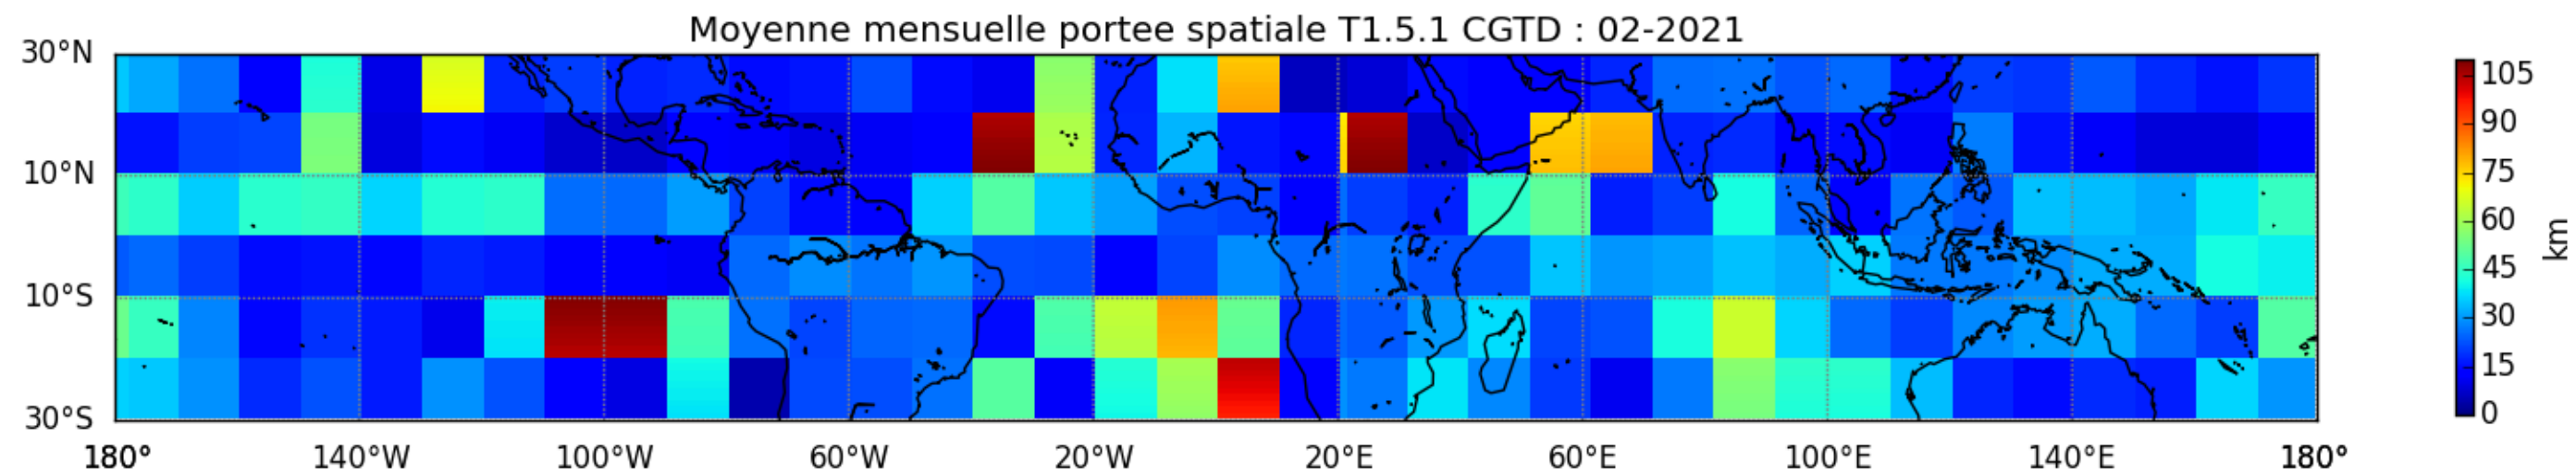 Moyenne mensuelle portee spatiale T1.5.1 CGTD : 02-2021
30°N
10°N
10°S
30°S
180° 140°W 100°W 60°W 20°W 20°E 60°E 100°E 140°E 180°
105
90
75
60
45
30
15
0
km